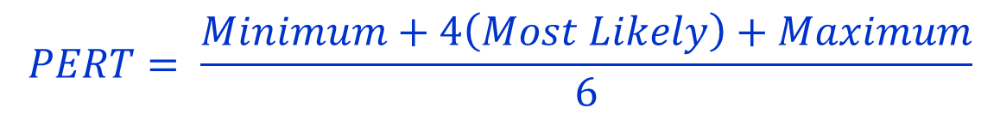 PERT = Minimum + 4(Most Likely) + Maximum
6